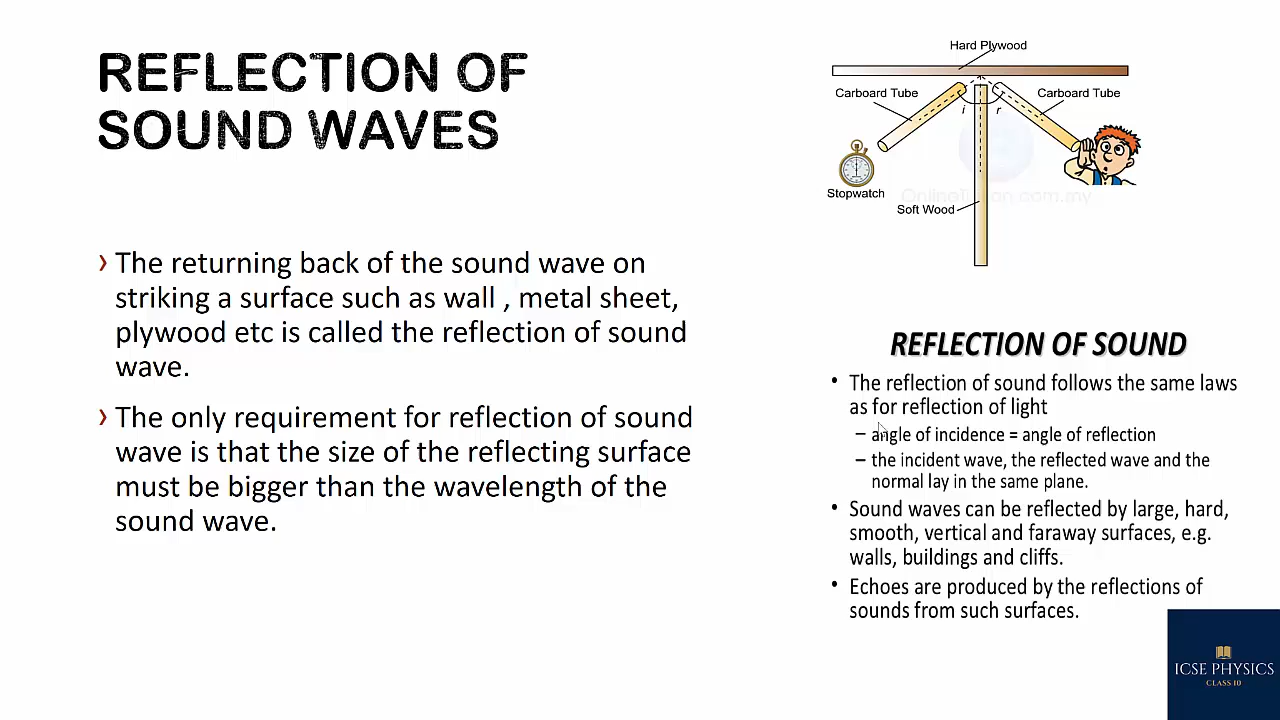 REFLECTION OF
SOUND WAVES
› The returning back of the sound wave on
striking a surface such as wall , metal sheet,
plywood etc is called the reflection of sound
wave.
› The only requirement for reflection of sound
wave is that the size of the reflecting surface
must be bigger than the wavelength of the
sound wave.
Hard Plywood
Carboard Tube
Carboard Tube
i
r
Stopwatch
Soft Wood
REFLECTION OF SOUND
• The reflection of sound follows the same laws
as for reflection of light
– angle of incidence = angle of reflection
– the incident wave, the reflected wave and the
normal lay in the same plane.
• Sound waves can be reflected by large, hard,
smooth, vertical and faraway surfaces, e.g.
walls, buildings and cliffs.
• Echoes are produced by the reflections of
sounds from such surfaces.
ICSE PHYSICS
CLASS 10